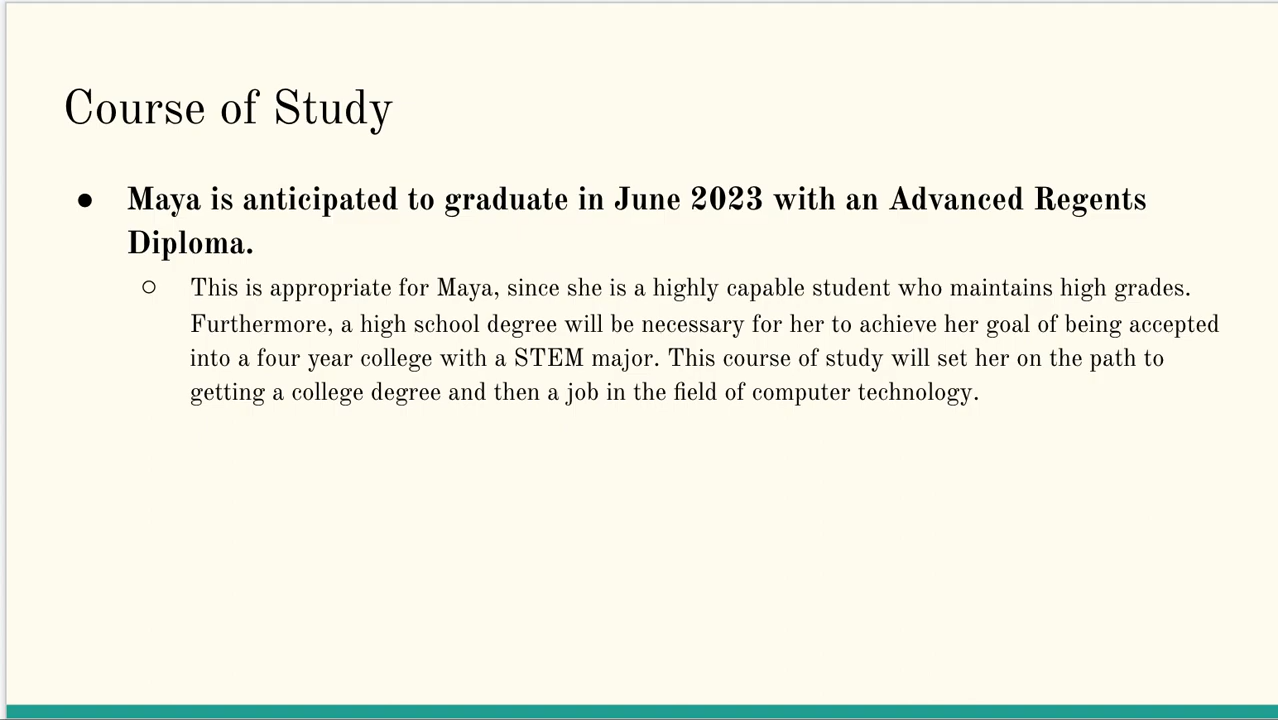 Course of Study
● Maya is anticipated to graduate in June 2023 with an Advanced Regents
Diploma.
○ This is appropriate for Maya, since she is a highly capable student who maintains high grades.
Furthermore, a high school degree will be necessary for her to achieve her goal of being accepted
into a four year college with a STEM major. This course of study will set her on the path to
getting a college degree and then a job in the field of computer technology.